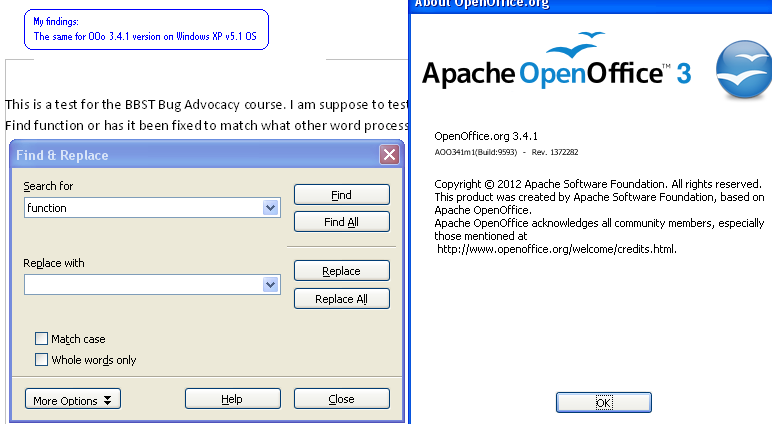 My findings:
The same for OOo 3.4.1 version on Windows XP v5.1 OS
This is a test for the BBST Bug Advocacy course. I am suppose to test
Find function or has it been fixed to match what other word process
Find & Replace
Search for
function
Find
Find All
Replace with
Replace
Replace All
Match case
Whole words only
More Options
Help
Close
About OpenOffice.org
Apache OpenOffice™ 3
OpenOffice.org 3.4.1
AOO341m1(Build:9593) - Rev. 1372282
Copyright © 2012 Apache Software Foundation. All rights reserved.
This product was created by Apache Software Foundation, based on
Apache OpenOffice.
Apache OpenOffice acknowledges all community members, especially
those mentioned at
http://www.openoffice.org/welcome/credits.html.
OK